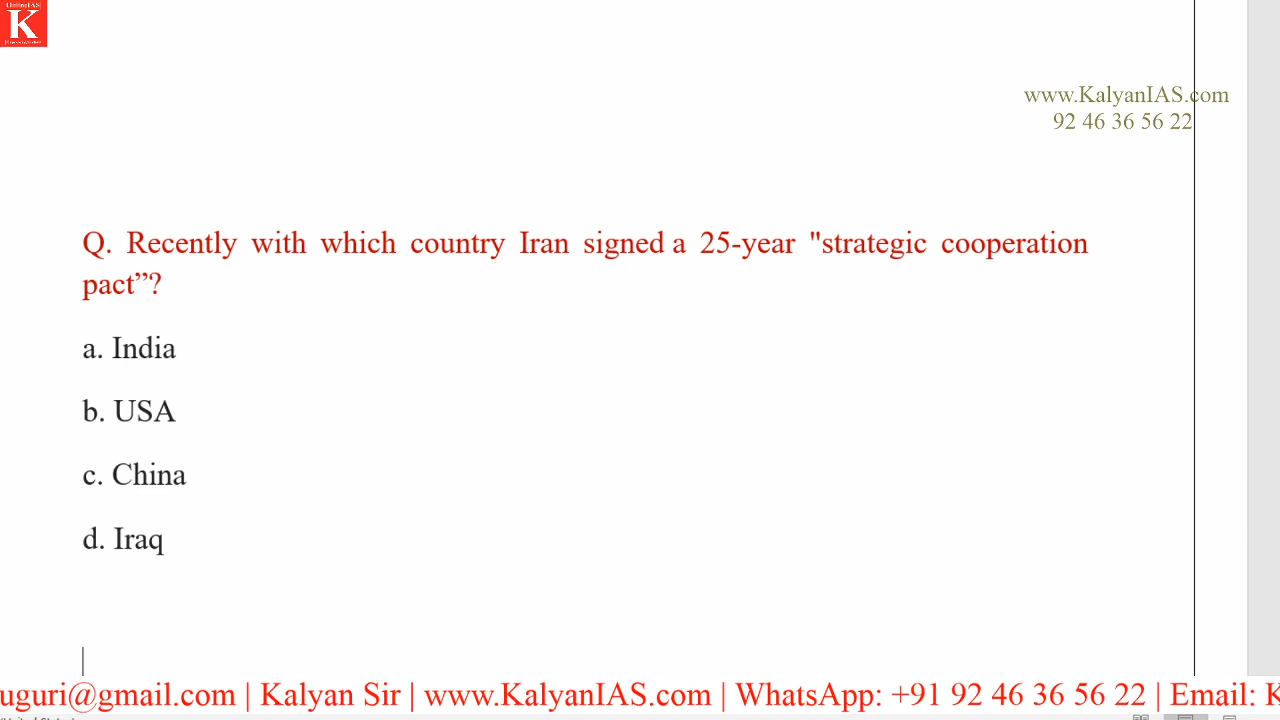 OnlineIAS
K
www.KalyanIAS.com
92 46 36 56 22
Q. Recently with which country Iran signed a 25-year "strategic cooperation
pact”?
a. India
b. USA
c. China
d. Iraq
uguri@gmail.com | Kalyan Sir | www.KalyanIAS.com | WhatsApp: +91 92 46 36 56 22 | Email: K